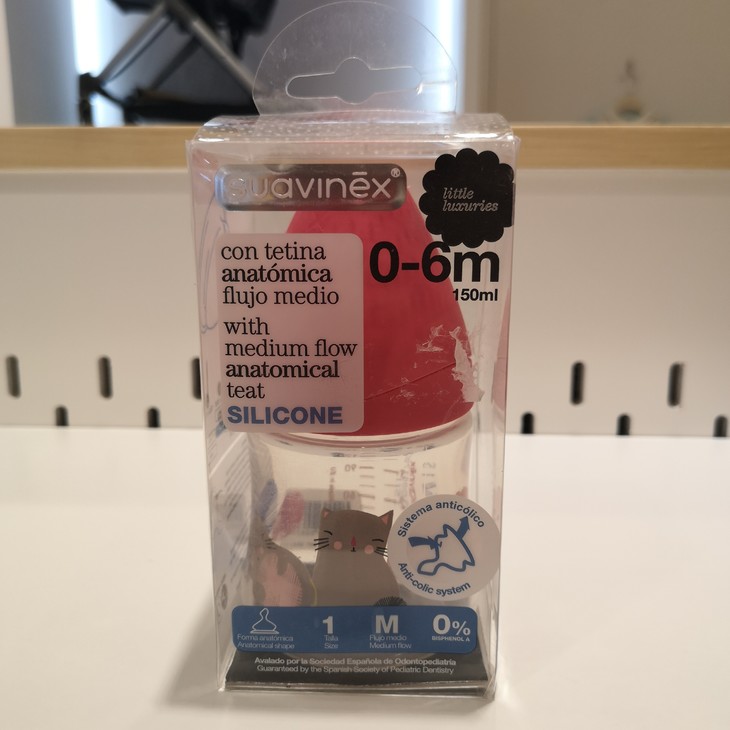 suavinēx®
little
luxuries
0-6m
150ml
con tetina
anatómica
flujo medio
with
medium flow
anatomical
teat
SILICONE
Sistema anticólico
Anti-colic system
Forma anatómica
Anatomical shape
1
Talla
Size
M
Flujo medio
Medium flow
0%
BISPHENOL A
Avalado por la Sociedad Española de Odontopediatría
Guaranteed by the Spanish Society of Pediatric Dentistry